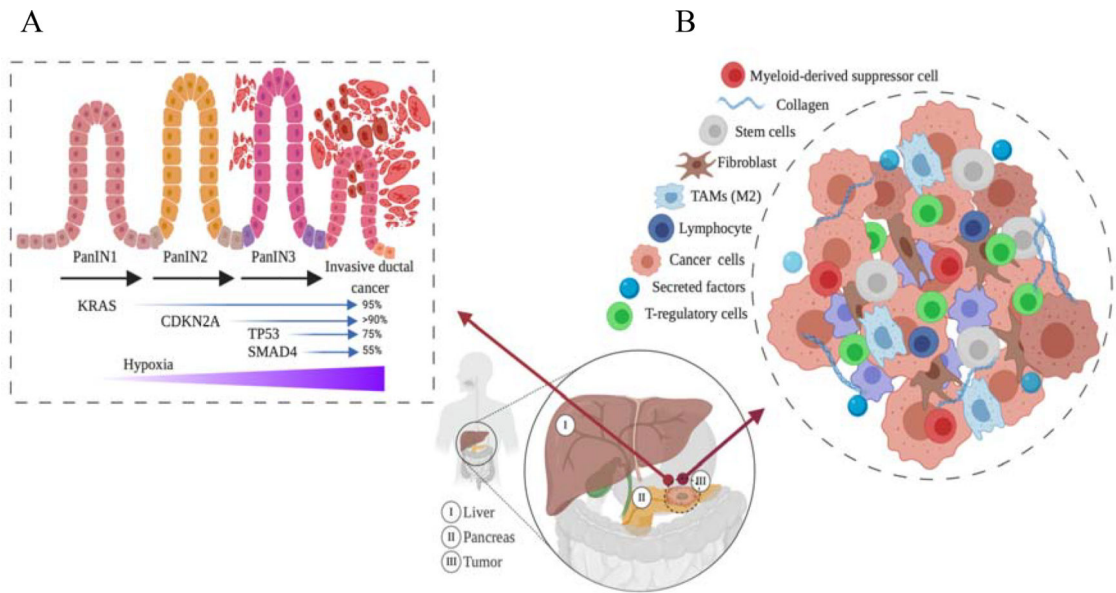 A
B
PanIN1
PanIN2
PanIN3
Invasive ductal
cancer
KRAS
95%
CDKN2A
>90%
TP53
75%
SMAD4
55%
Hypoxia
Myeloid-derived suppressor cell
Collagen
Stem cells
Fibroblast
TAMs (M2)
Lymphocyte
Cancer cells
Secreted factors
T-regulatory cells
I
II
III
I Liver
II Pancreas
III Tumor